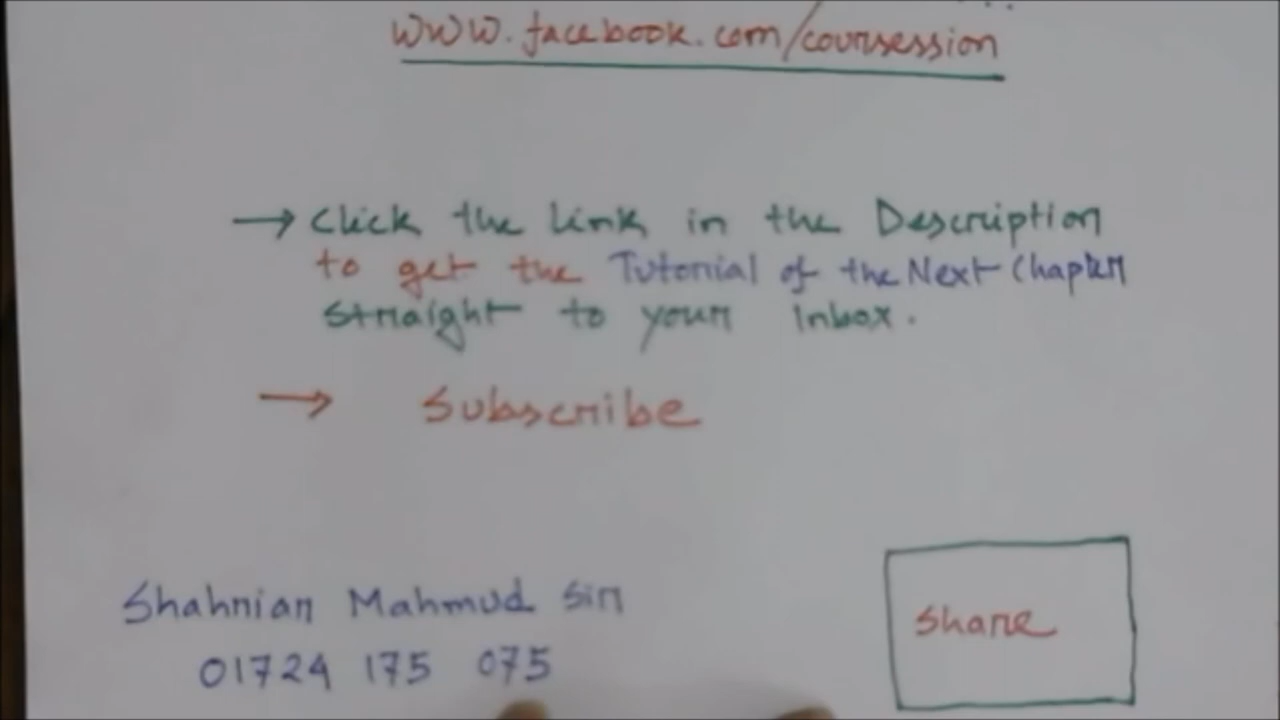 www.facebook.com/coursession
→ Click the link in the Description
to get the Tutorial of the Next Chapter
straight to your inbox.
→ Subscribe
Shahriar Mahmud Sir
01724 175 075
Share